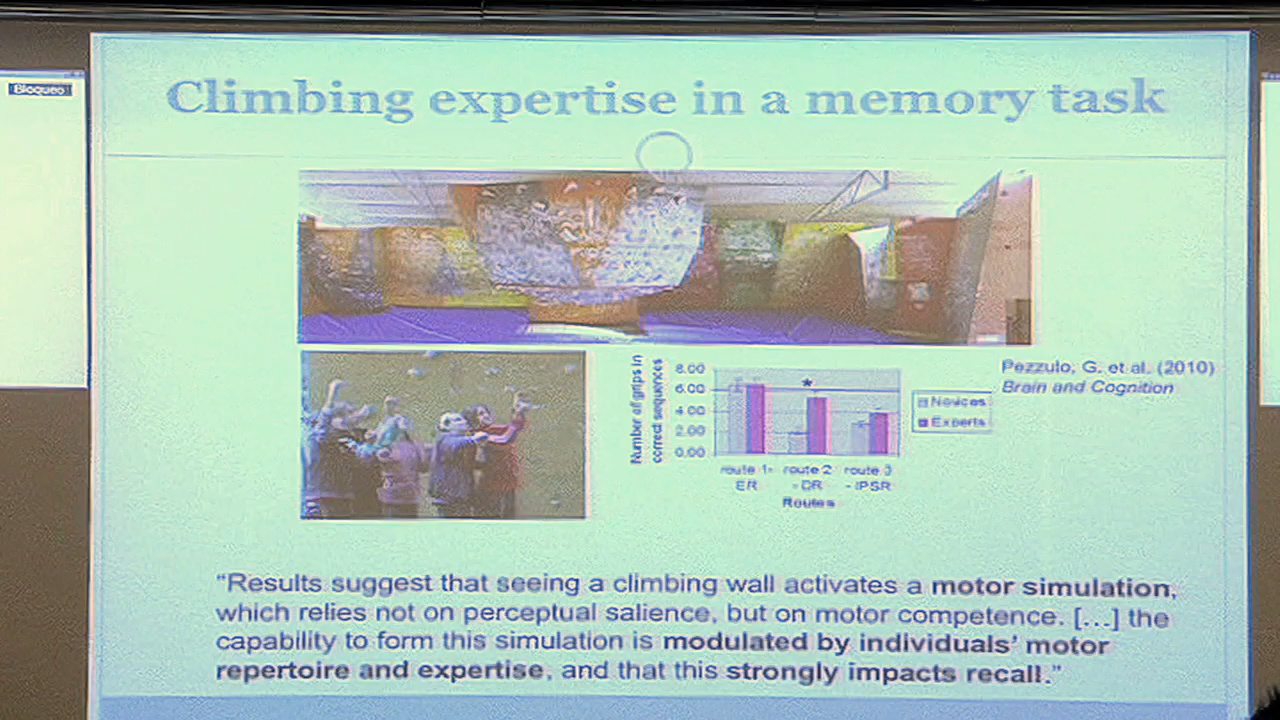 Bloqueo
Climbing expertise in a memory task
Number of grips in
correct sequences
8.00
6.00
4.00
2.00
0.00
*
route 1-
ER
route 2
- DR
route 3
- IPSR
Routes
Novices
Experts
Pezzulo, G. et al. (2010)
Brain and Cognition
“Results suggest that seeing a climbing wall activates a motor simulation,
which relies not on perceptual salience, but on motor competence. [...] the
capability to form this simulation is modulated by individuals’ motor
repertoire and expertise, and that this strongly impacts recall.”